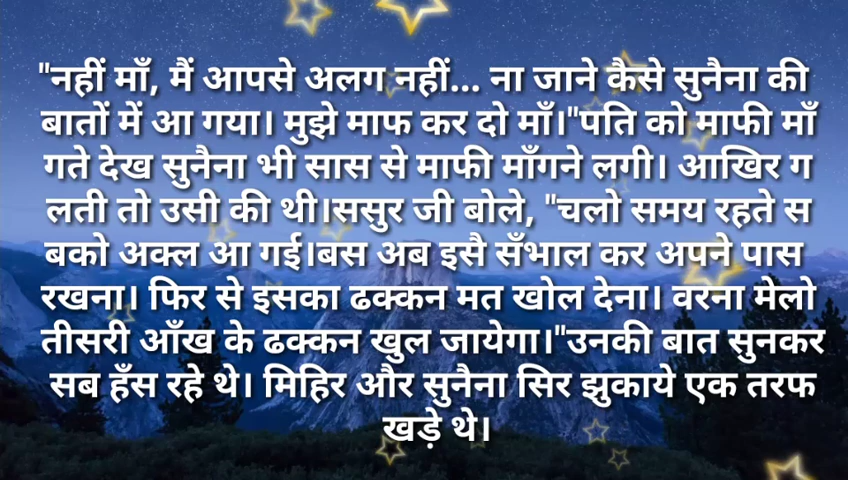 "नहीं माँ, मैं आपसे अलग नहीं... ना जाने कैसे सुनैना की
बातों में आ गया। मुझे माफ कर दो माँ।"पति को माफी माँ
गते देख सुनैना भी सास से माफी माँगने लगी। आखिर ग
लती तो उसी की थी।ससुर जी बोले, "चलो समय रहते स
बको अक्ल आ गई।बस अब इसै सँभाल कर अपने पास
रखना। फिर से इसका ढक्कन मत खोल देना। वरना मेलो
तीसरी आँख के ढक्कन खुल जायेगा।"उनकी बात सुनकर
सब हँस रहे थे। मिहिर और सुनैना सिर झुकाये एक तरफ
खड़े थे।